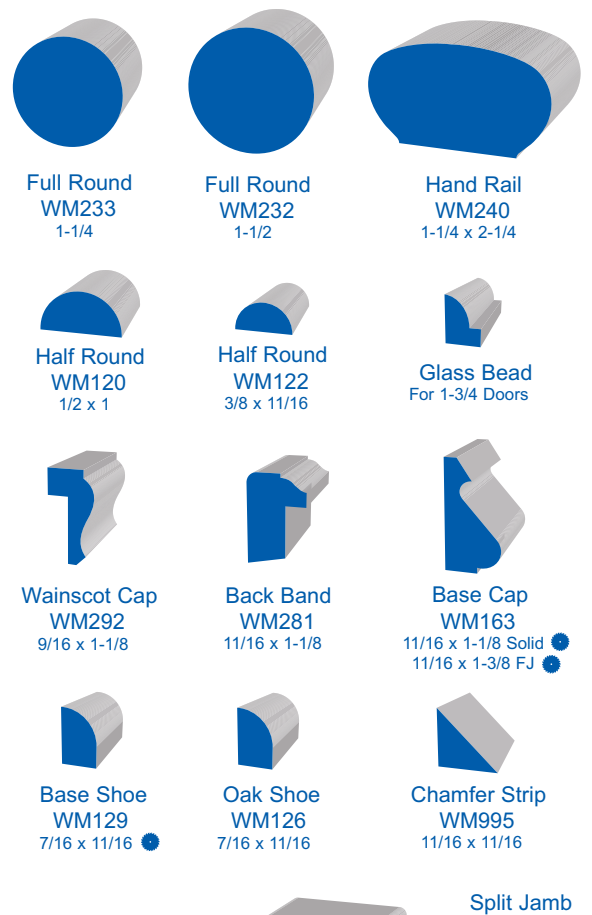 Full Round
WM233
1-1/4
Full Round
WM232
1-1/2
Hand Rail
WM240
1-1/4 x 2-1/4
Half Round
WM120
1/2 x 1
Half Round
WM122
3/8 x 11/16
Glass Bead
For 1-3/4 Doors
Wainscot Cap
WM292
9/16 x 1-1/8
Back Band
WM281
11/16 x 1-1/8
Base Cap
WM163
11/16 x 1-1/8 Solid
11/16 x 1-3/8 FJ
Base Shoe
WM129
7/16 x 11/16
Oak Shoe
WM126
7/16 x 11/16
Chamfer Strip
WM995
11/16 x 11/16
Split Jamb